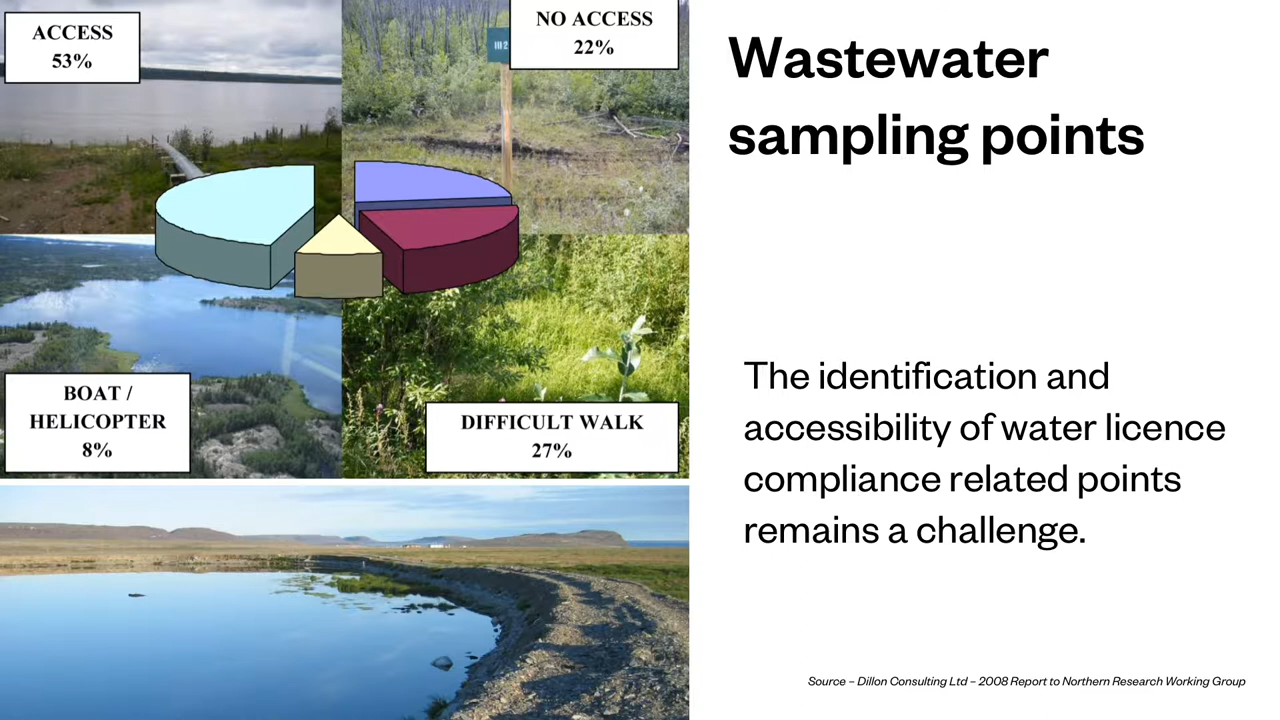 ACCESS
53%
NO ACCESS
22%
BOAT /
HELICOPTER
8%
DIFFICULT WALK
27%
Wastewater
sampling points
The identification and
accessibility of water licence
compliance related points
remains a challenge.
Source – Dillon Consulting Ltd – 2008 Report to Northern Research Working Group